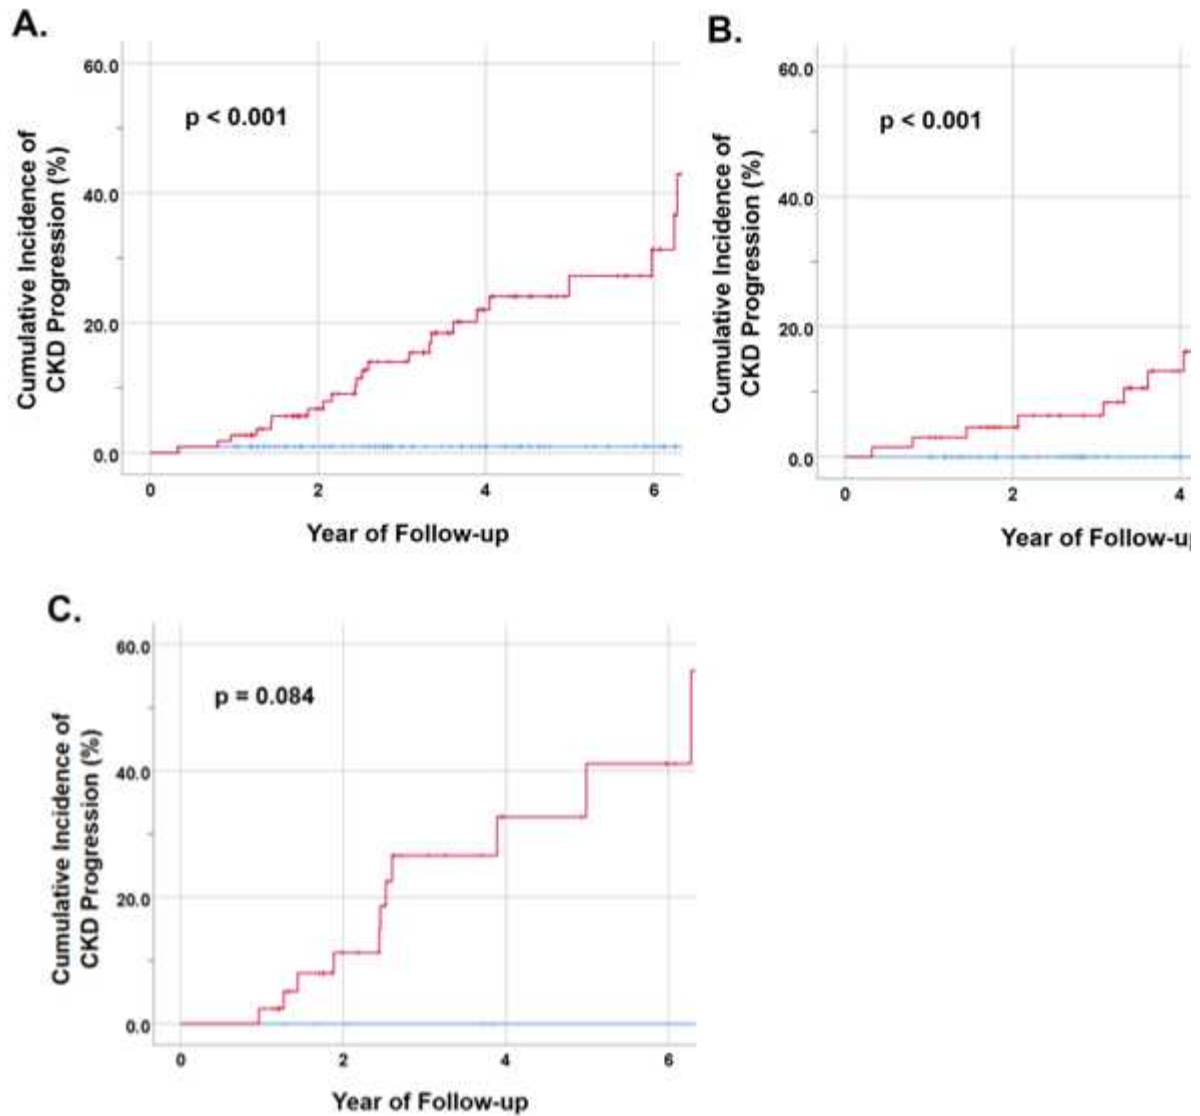 A.
60.0
40.0
20.0
0.0
p < 0.001
Cumulative Incidence of
CKD Progression (%)
0 2 4 6
Year of Follow-up
B.
60.0
40.0
20.0
0.0
p < 0.001
Cumulative Incidence of
CKD Progression (%)
0 2 4
Year of Follow-u
C.
60.0
40.0
20.0
0.0
p = 0.084
Cumulative Incidence of
CKD Progression (%)
0 2 4 6
Year of Follow-up